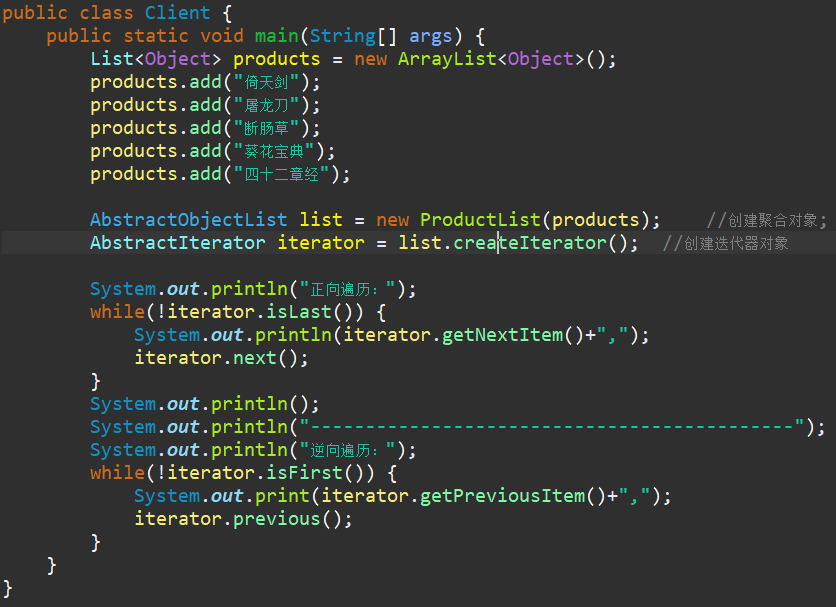 public class Client {
public static void main(String[] args) {
List<Object> products = new ArrayList<Object>();
products.add("倚天剑");
products.add("屠龙刀");
products.add("断肠草");
products.add("葵花宝典");
products.add("四十二章经");
AbstractObjectList list = new ProductList(products); //创建聚合对象;
AbstractIterator iterator = list.createIterator(); //创建迭代器对象
System.out.println("正向遍历：");
while(!iterator.isLast()) {
System.out.println(iterator.getNextItem()+",");
iterator.next();
}
System.out.println();
System.out.println("--------------------------------------------");
System.out.println("逆向遍历：");
while(!iterator.isFirst()) {
System.out.print(iterator.getPreviousItem()+",");
iterator.previous();
}
}
}